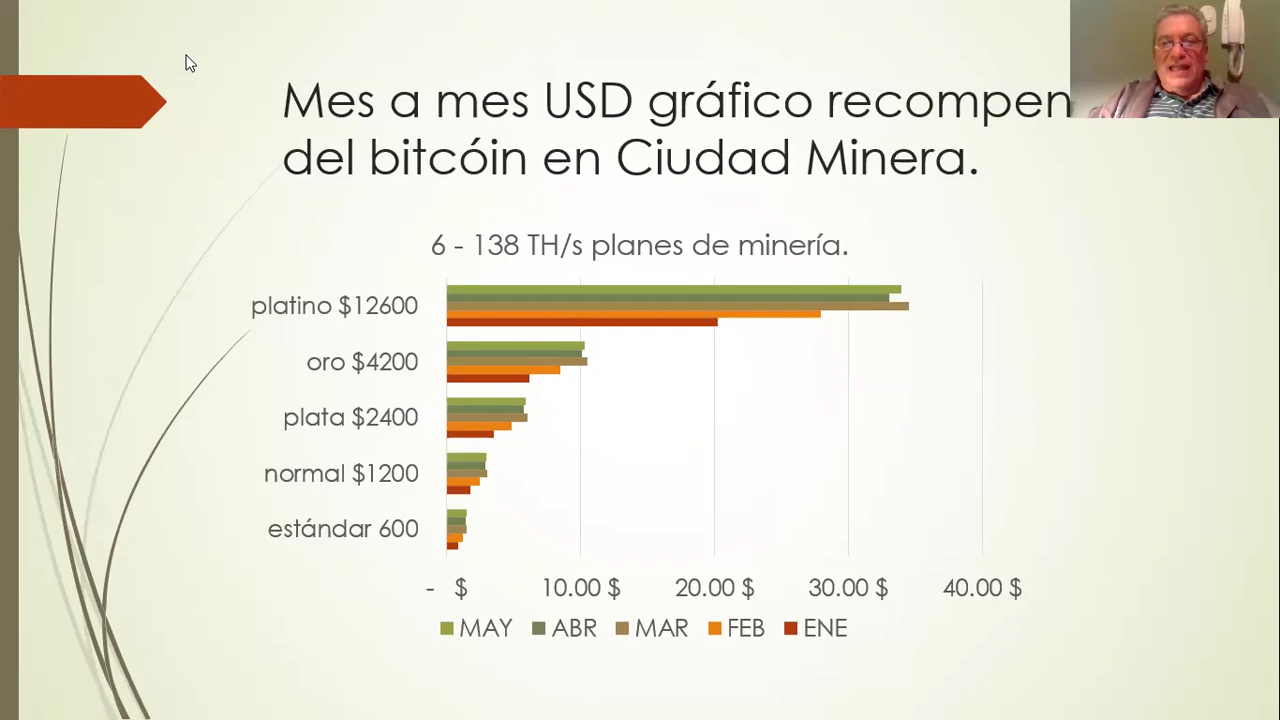 Mes a mes USD gráfico recompen
del bitcóin en Ciudad Minera.
6 - 138 TH/s planes de minería.
platino $12600
oro $4200
plata $2400
normal $1200
estándar 600
- $ 10.00 $ 20.00 $ 30.00 $ 40.00 $
MAY ABR MAR FEB ENE